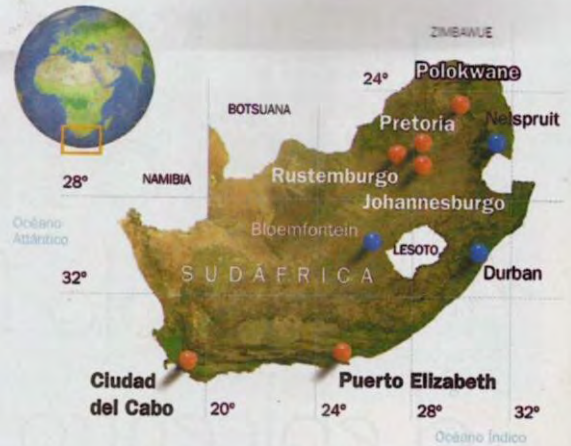 ZIMBAWUE
Polokwane
24°
Nelspruit
BOTSUANA
Pretoria
28°
NAMIBIA
Rustemburgo
Johannesburgo
Océano
Atlántico
Bloemfontein
LESOTO
32°
SUDÁFRICA
Durban
Ciudad
del Cabo
Puerto Elizabeth
20°
24°
28°
32°
Océano Índico